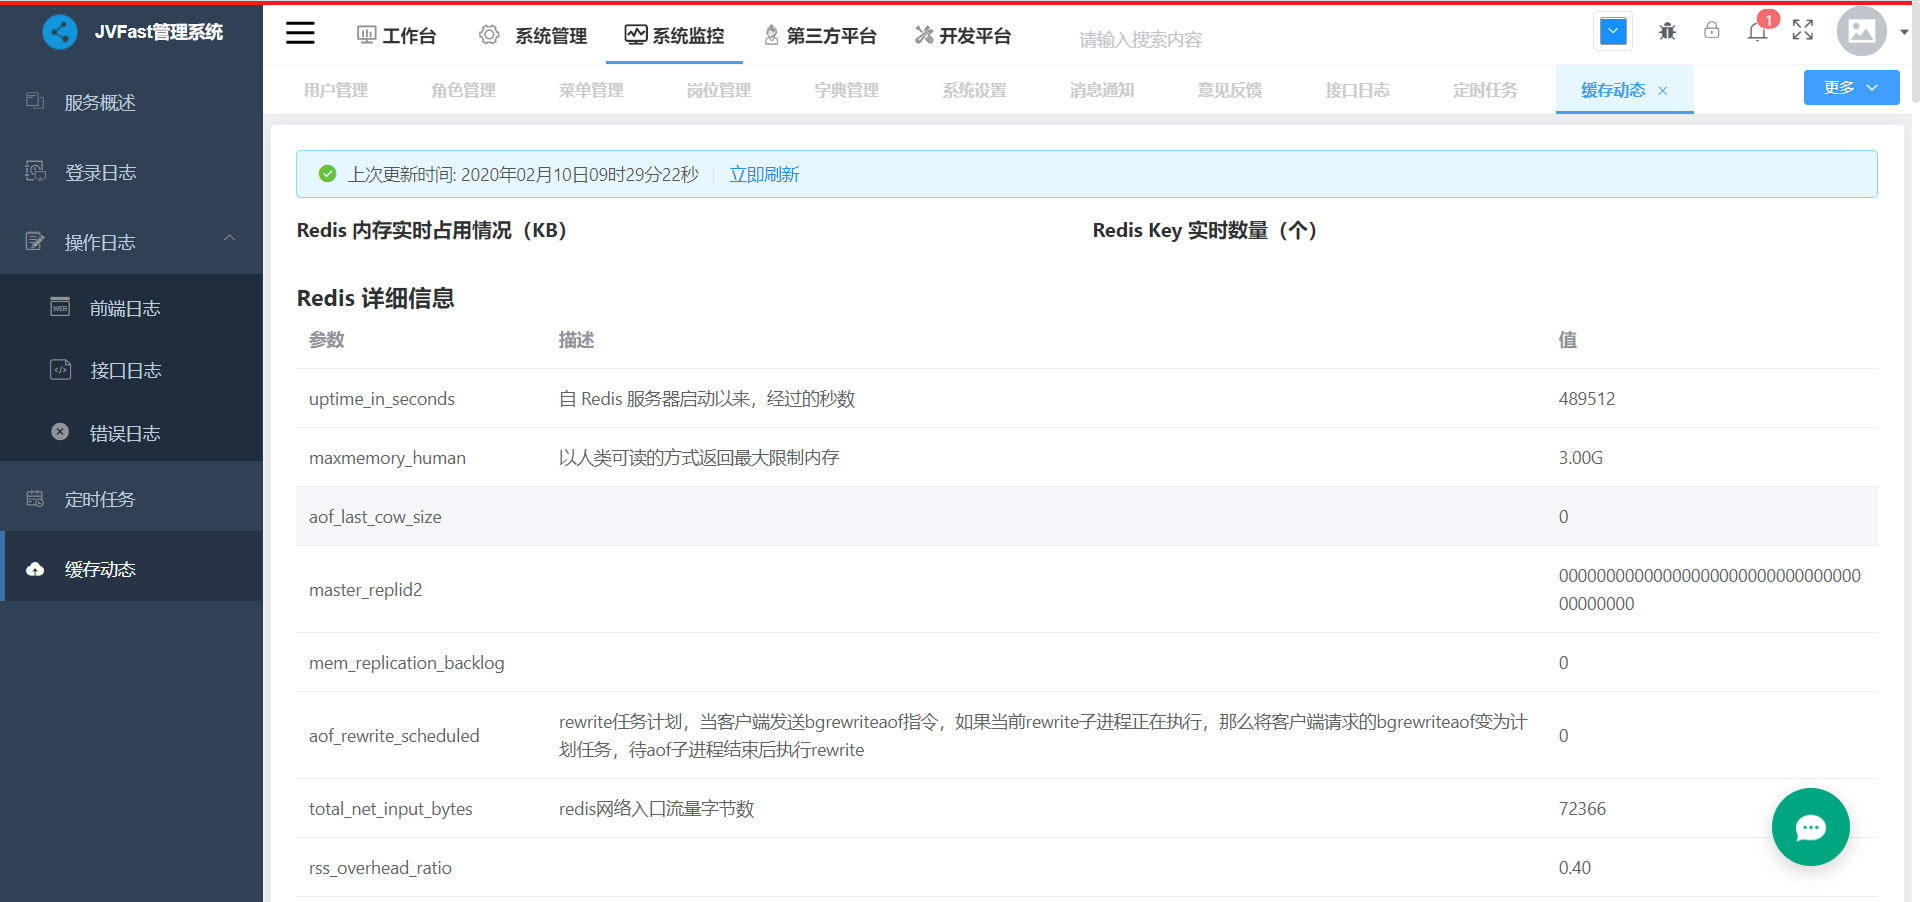 JVFast管理系统
工作台 系统管理 系统监控 第三方平台 开发平台 请输入搜索内容 1
用户管理 角色管理 菜单管理 岗位管理 字典管理 系统设置 消息通知 意见反馈 接口日志 定时任务 缓存动态 更多
服务概述
登录日志
操作日志
前端日志
接口日志
错误日志
定时任务
缓存动态
上次更新时间: 2020年02月10日09时29分22秒 立即刷新
Redis 内存实时占用情况（KB） Redis Key 实时数量（个）
Redis 详细信息
参数 描述 值
uptime_in_seconds 自 Redis 服务器启动以来，经过的秒数 489512
maxmemory_human 以人类可读的方式返回最大限制内存 3.00G
aof_last_cow_size 0
master_replid2 00000000000000000000000000000000
00000000
mem_replication_backlog 0
aof_rewrite_scheduled rewrite任务计划，当客户端发送bgrewriteaof指令，如果当前rewrite子进程正在执行，那么将客户端请求的bgrewriteaof变为计
划任务，待aof子进程结束后执行rewrite 0
total_net_input_bytes redis网络入口流量字节数 72366
rss_overhead_ratio 0.40